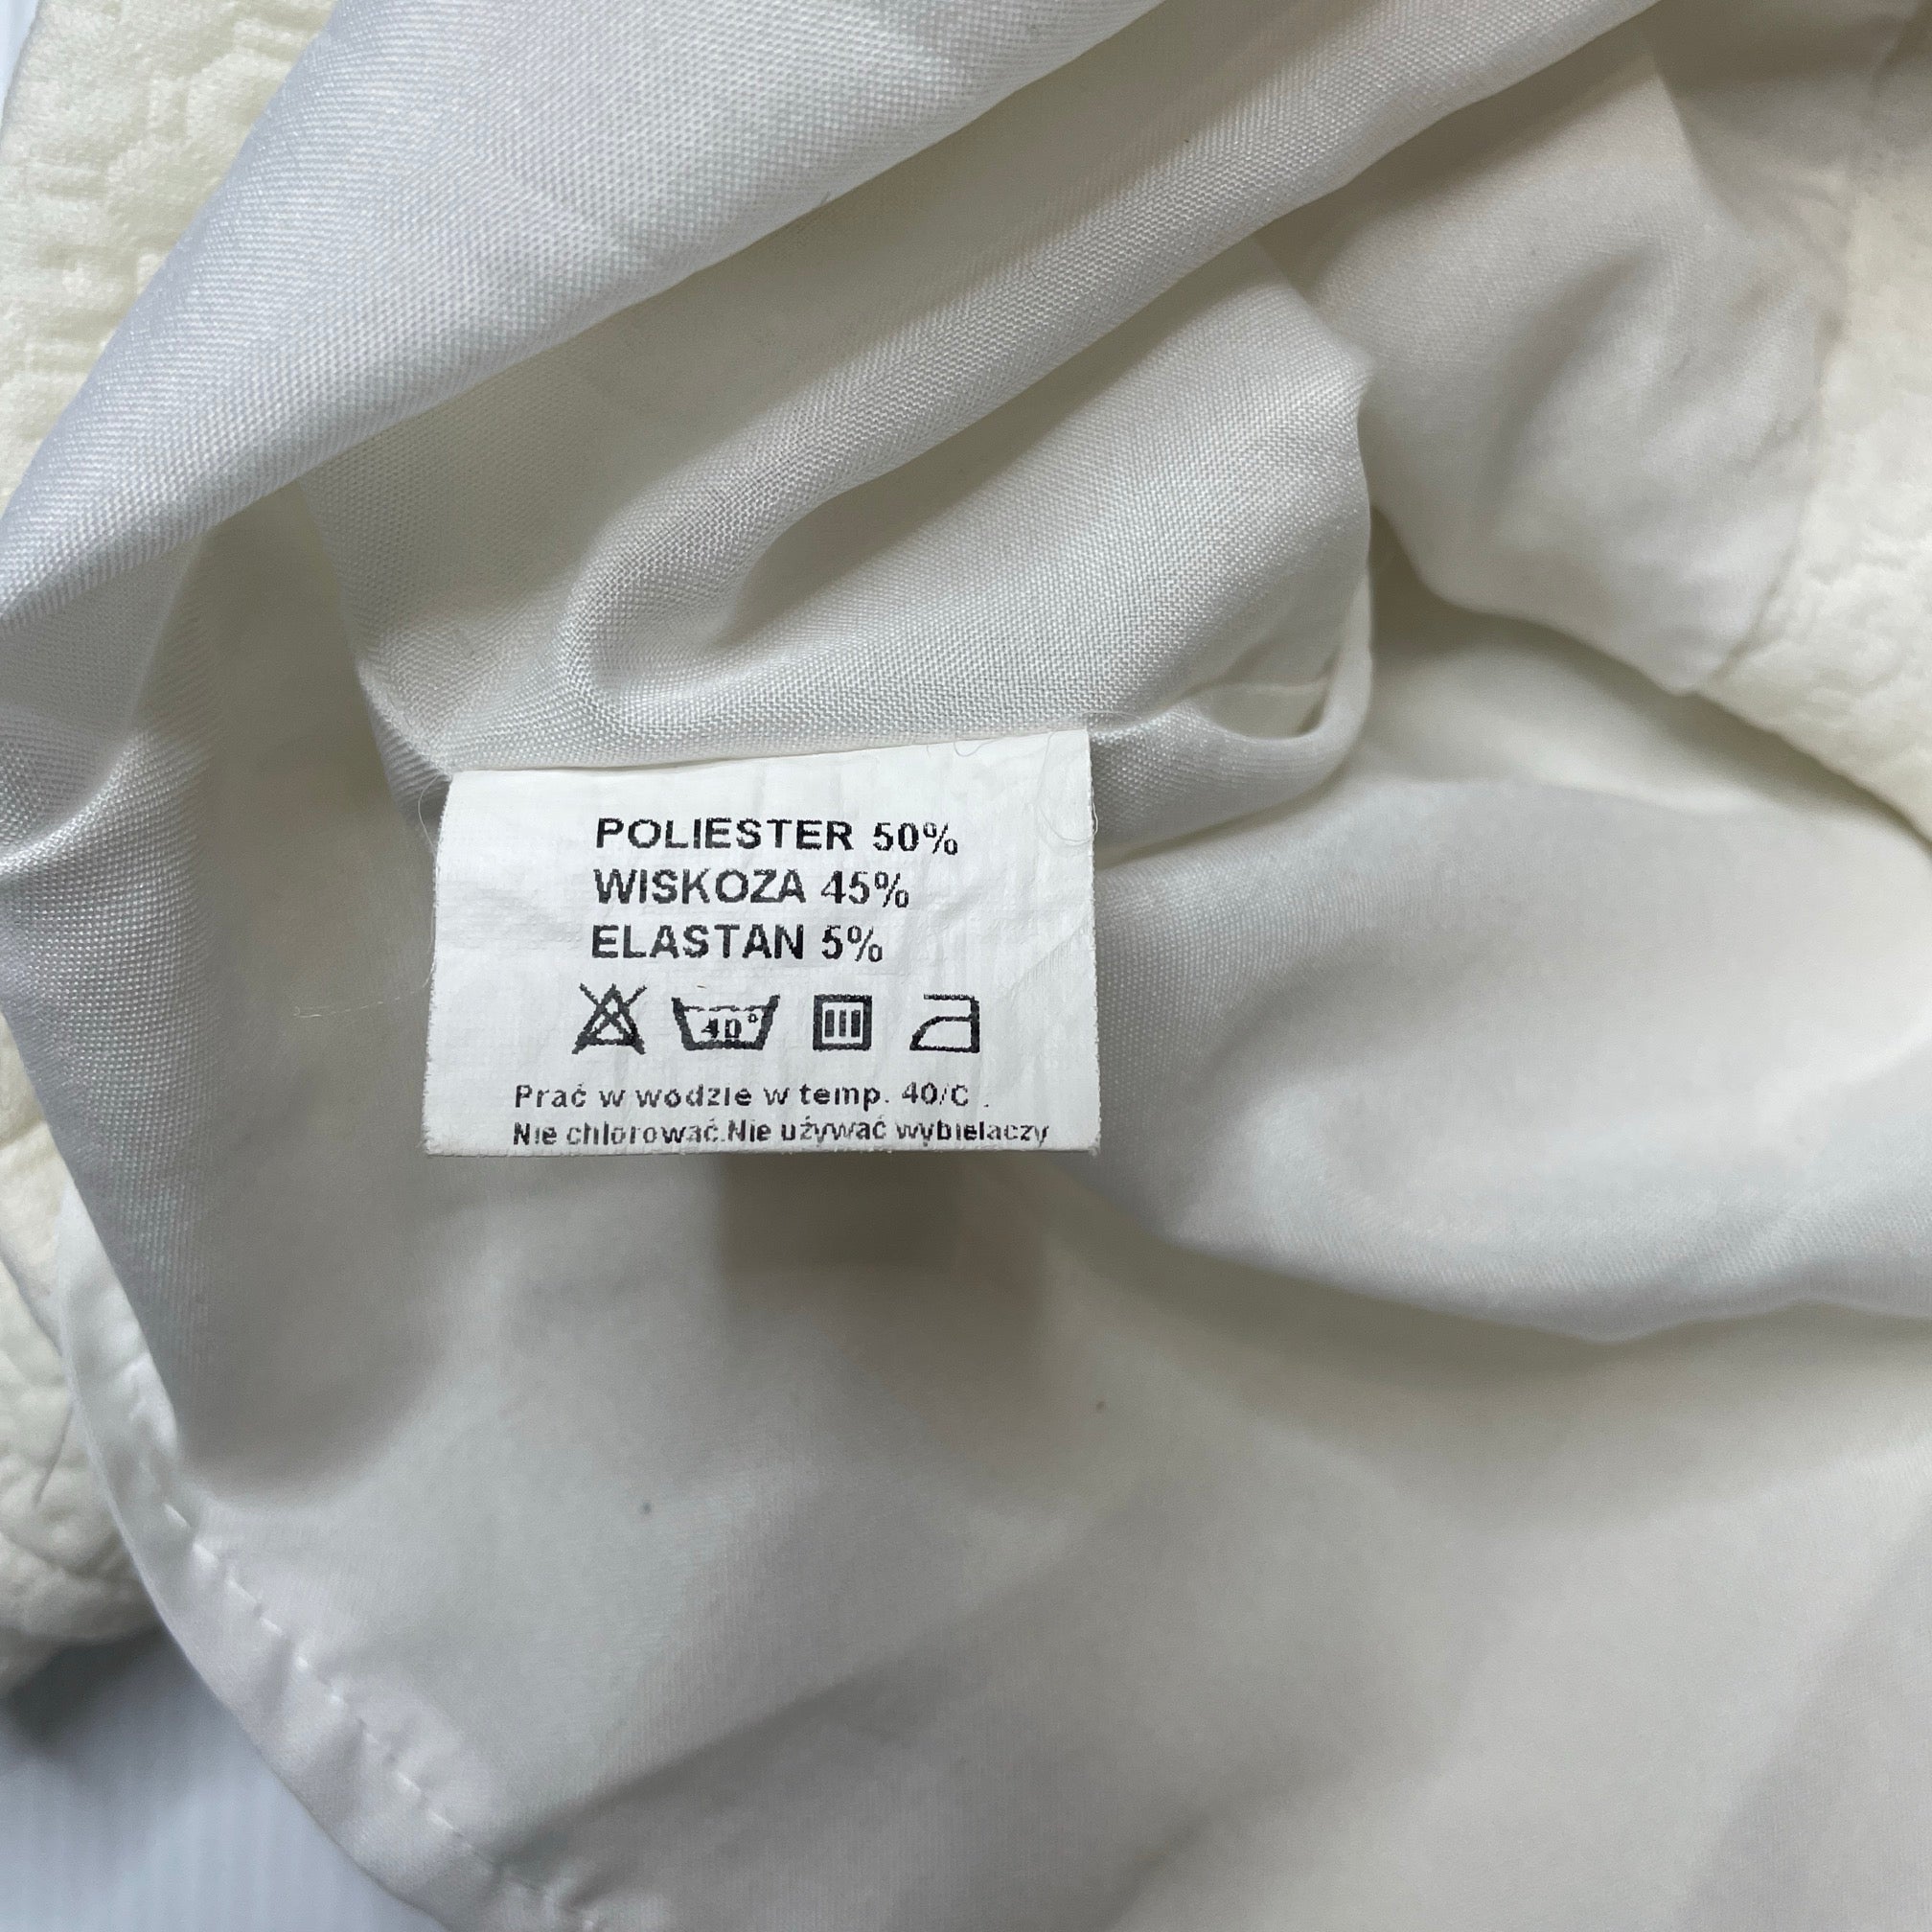 POLIESTER 50%
WISKOZA 45%
ELASTAN 5%
40°
Prać w wodzie w temp. 40/C .
Nie chlorować.Nie używać wybielaczy